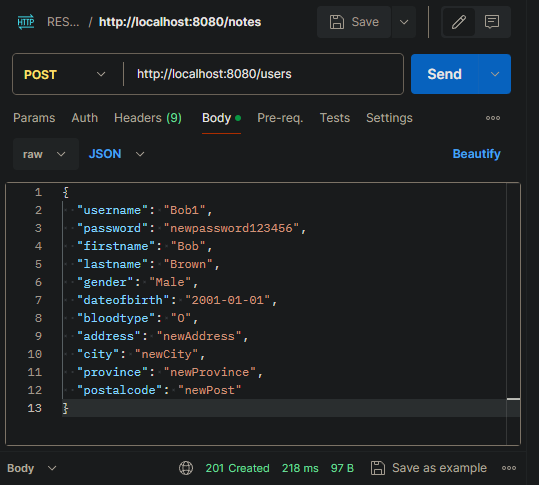 HTTP RES... / http://localhost:8080/notes Save
POST http://localhost:8080/users Send
Params Auth Headers (9) Body Pre-req. Tests Settings
raw JSON Beautify
1 {
2 "username": "Bob1",
3 "password": "newpassword123456",
4 "firstname": "Bob",
5 "lastname": "Brown",
6 "gender": "Male",
7 "dateofbirth": "2001-01-01",
8 "bloodtype": "O",
9 "address": "newAddress",
10 "city": "newCity",
11 "province": "newProvince",
12 "postalcode": "newPost"
13 }
Body 201 Created 218 ms 97 B Save as example